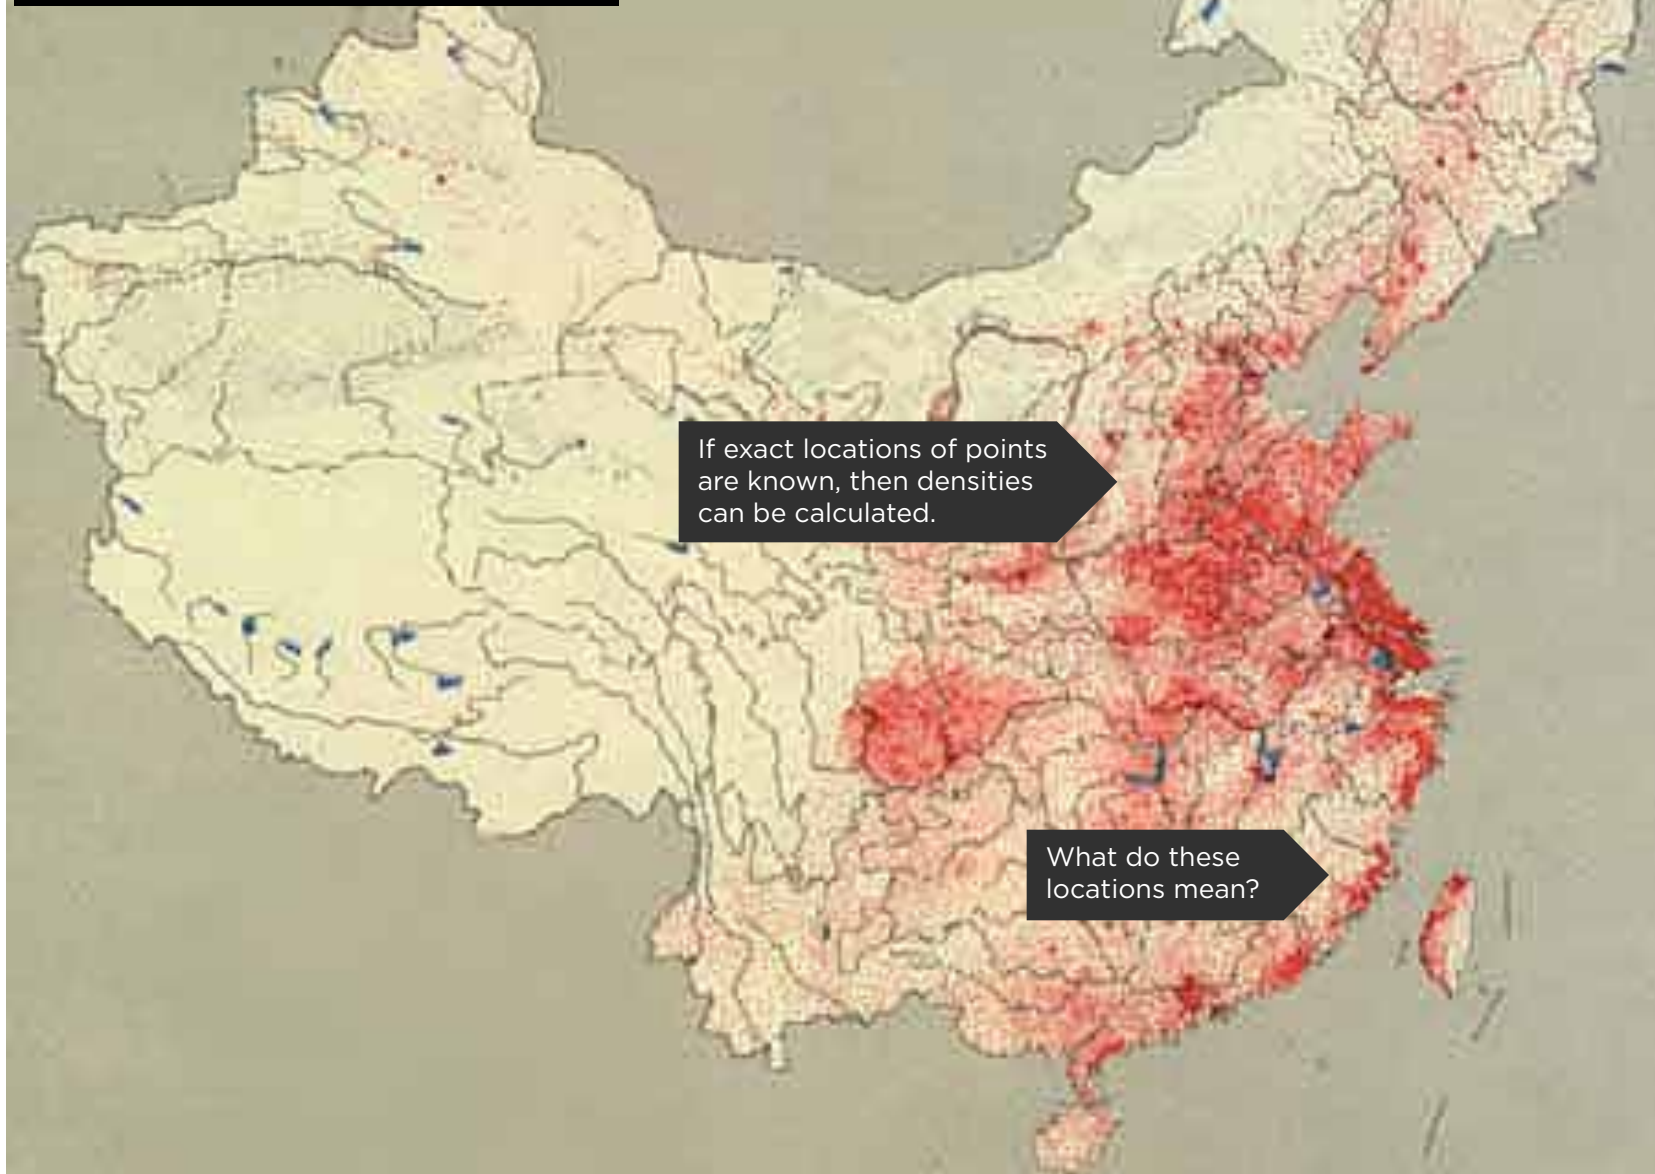 If exact locations of points
are known, then densities
can be calculated.
What do these
locations mean?